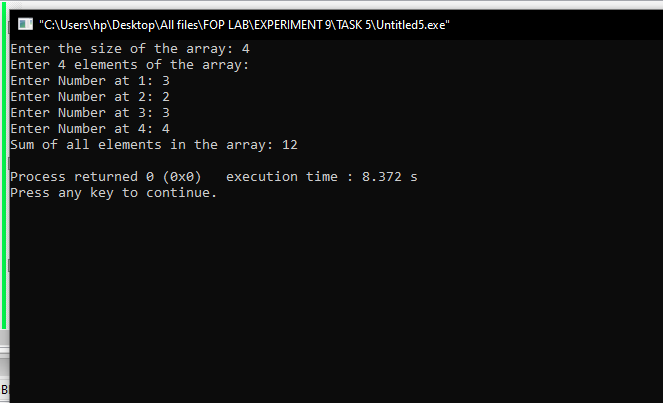 "C:\Users\hp\Desktop\All files\FOP LAB\EXPERIMENT 9\TASK 5\Untitled5.exe"
Enter the size of the array: 4
Enter 4 elements of the array:
Enter Number at 1: 3
Enter Number at 2: 2
Enter Number at 3: 3
Enter Number at 4: 4
Sum of all elements in the array: 12
Process returned 0 (0x0)   execution time : 8.372 s
Press any key to continue.